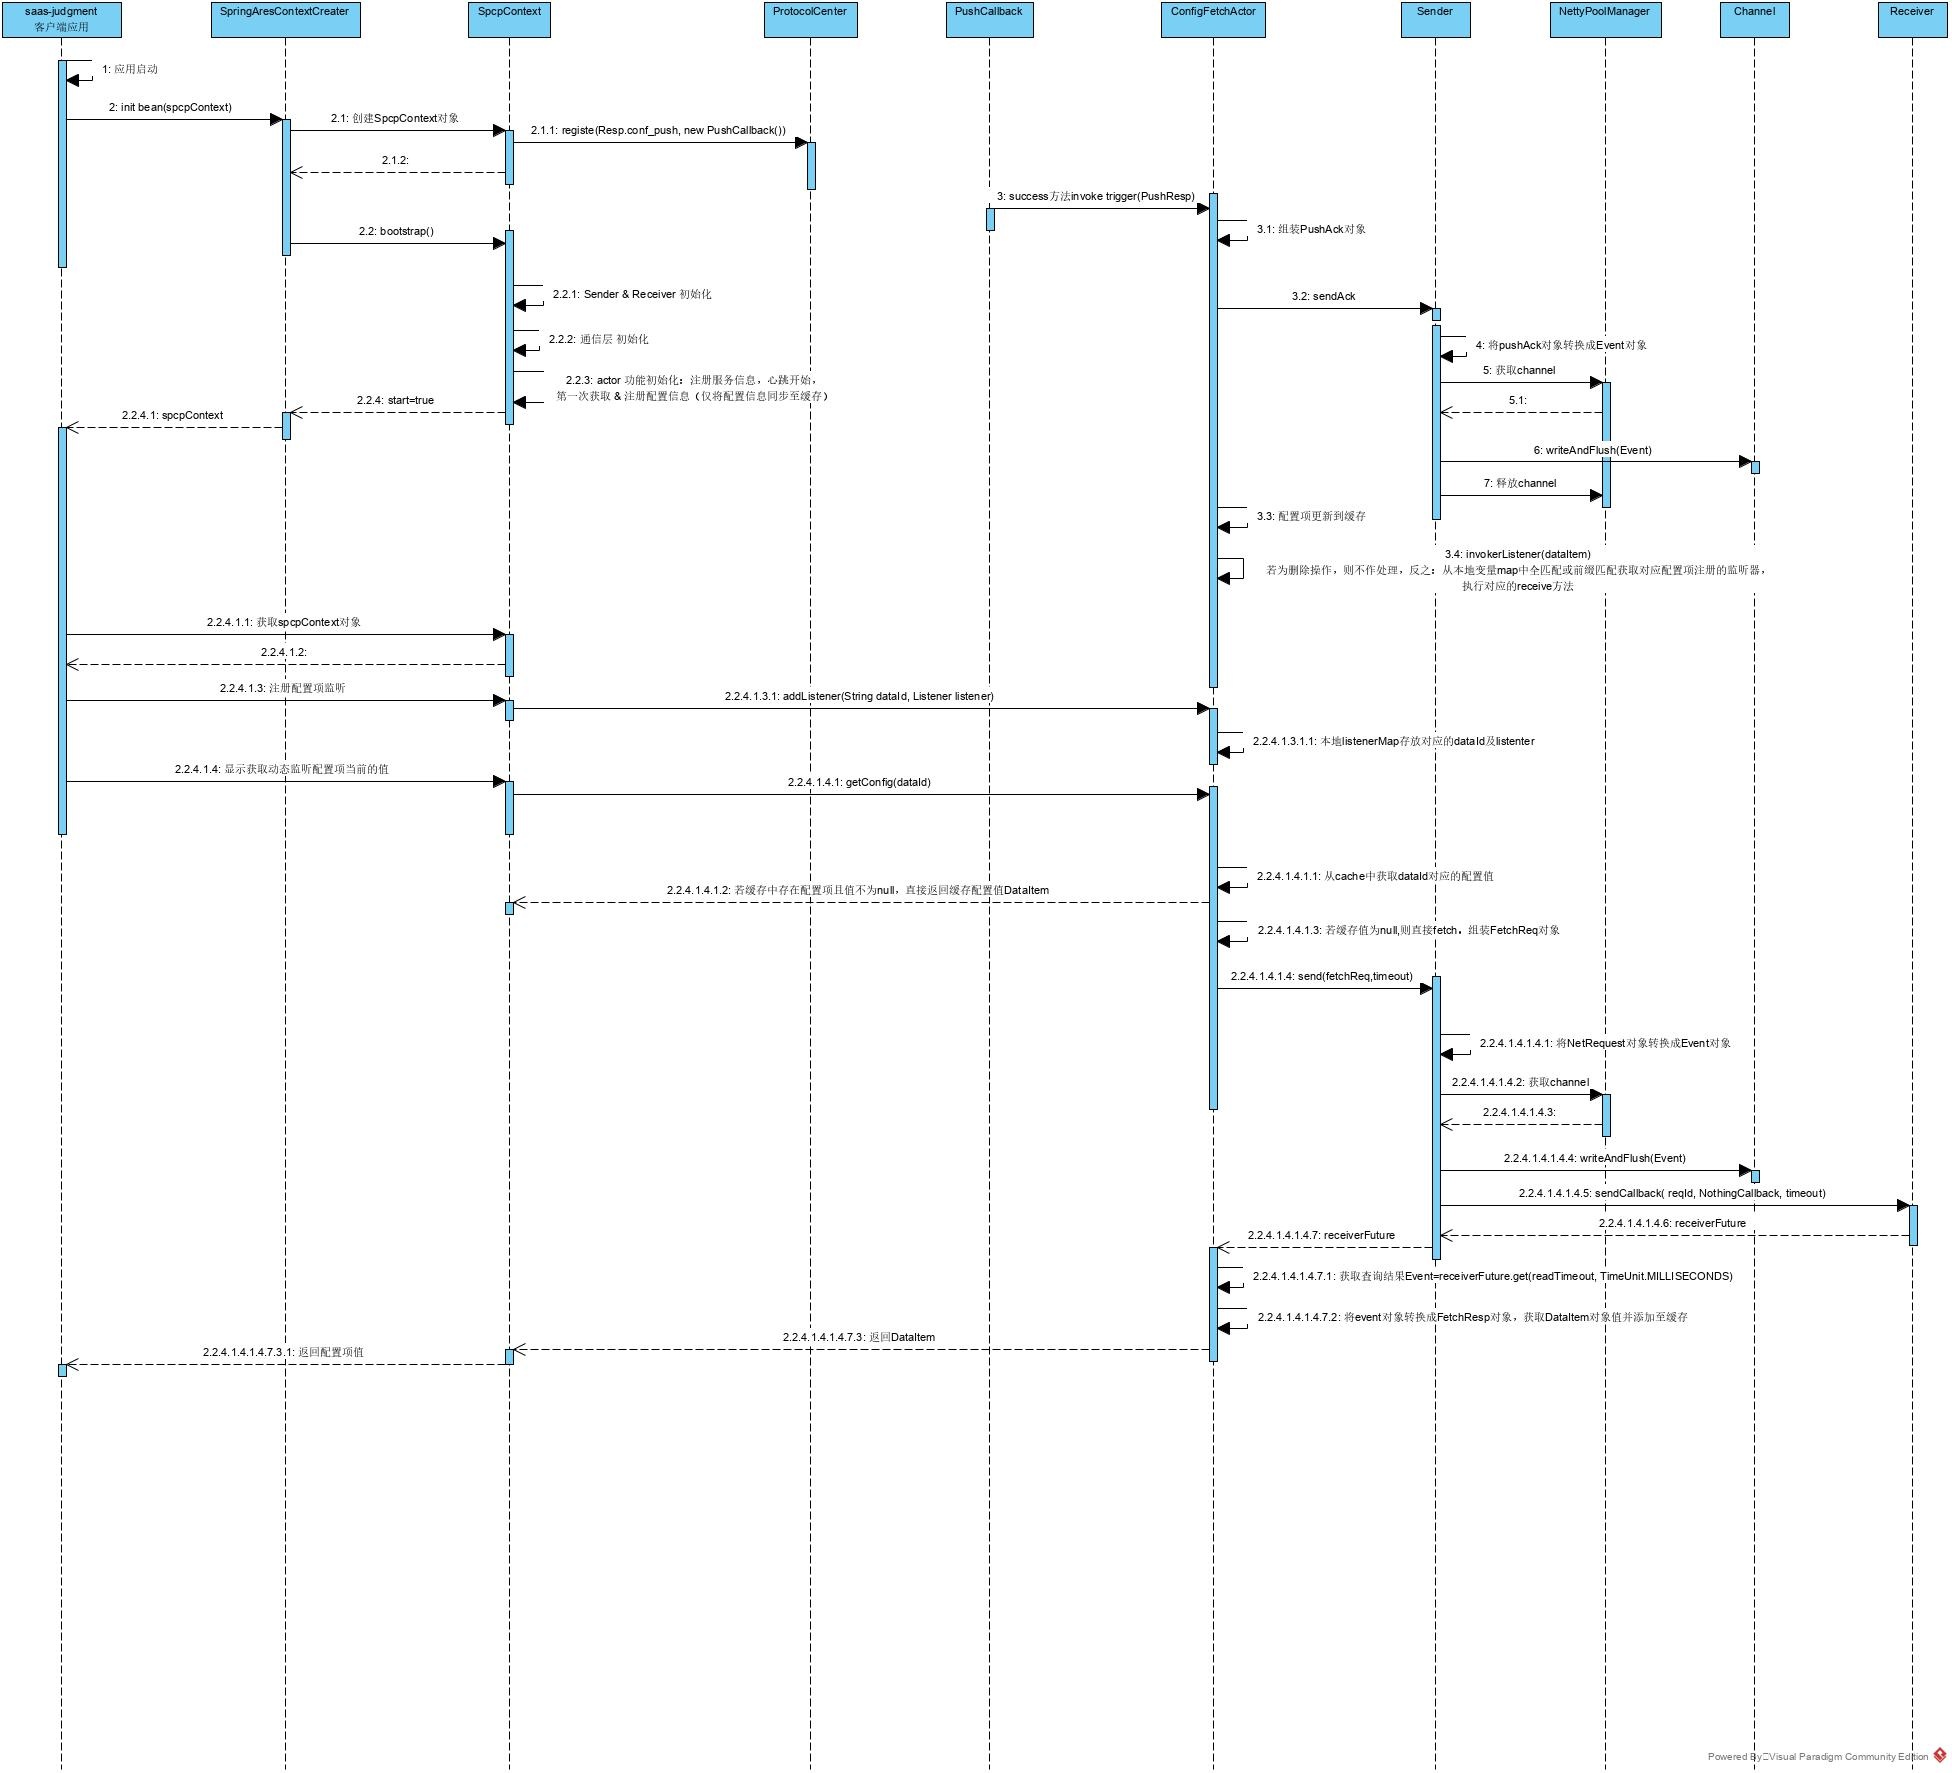 saas-judgment
客户端应用
SpringAresContextCreater
SpcpContext
ProtocolCenter
PushCallback
ConfigFetchActor
Sender
NettyPoolManager
Channel
Receiver
1: 应用启动
2: init bean(spcpContext)
2.1: 创建SpcpContext对象
2.1.1: registe(Resp.conf_push, new PushCallback())
2.1.2:
3: success方法invoke trigger(PushResp)
2.2: bootstrap()
3.1: 组装PushAck对象
2.2.1: Sender & Receiver 初始化
3.2: sendAck
2.2.2: 通信层 初始化
4: 将pushAck对象转换成Event对象
5: 获取channel
2.2.3: actor 功能初始化：注册服务信息，心跳开始，
第一次获取 & 注册配置信息（仅将配置信息同步至缓存）
2.2.4: start=true
5.1:
2.2.4.1: spcpContext
6: writeAndFlush(Event)
7: 释放channel
3.3: 配置项更新到缓存
3.4: invokerListener(dataItem)
若为删除操作，则不作处理，反之：从本地变量map中全匹配或前缀匹配获取对应配置项注册的监听器，
执行对应的receive方法
2.2.4.1.1: 获取spcpContext对象
2.2.4.1.2:
2.2.4.1.3: 注册配置项监听
2.2.4.1.3.1: addListener(String dataId, Listener listener)
2.2.4.1.3.1.1: 本地listenerMap存放对应的dataId及listenter
2.2.4.1.4: 显示获取动态监听配置项当前的值
2.2.4.1.4.1: getConfig(dataId)
2.2.4.1.4.1.1: 从cache中获取dataId对应的配置值
2.2.4.1.4.1.2: 若缓存中存在配置项且值不为null，直接返回缓存配置值DataItem
2.2.4.1.4.1.3: 若缓存值为null,则直接fetch，组装FetchReq对象
2.2.4.1.4.1.4: send(fetchReq,timeout)
2.2.4.1.4.1.4.1: 将NetRequest对象转换成Event对象
2.2.4.1.4.1.4.2: 获取channel
2.2.4.1.4.1.4.3:
2.2.4.1.4.1.4.4: writeAndFlush(Event)
2.2.4.1.4.1.4.5: sendCallback( reqId, NothingCallback, timeout)
2.2.4.1.4.1.4.6: receiverFuture
2.2.4.1.4.1.4.7: receiverFuture
2.2.4.1.4.1.4.7.1: 获取查询结果Event=receiverFuture.get(readTimeout, TimeUnit.MILLISECONDS)
2.2.4.1.4.1.4.7.2: 将event对象转换成FetchResp对象，获取DataItem对象值并添加至缓存
2.2.4.1.4.1.4.7.3: 返回DataItem
2.2.4.1.4.1.4.7.3.1: 返回配置项值
Powered By Visual Paradigm Community Edition